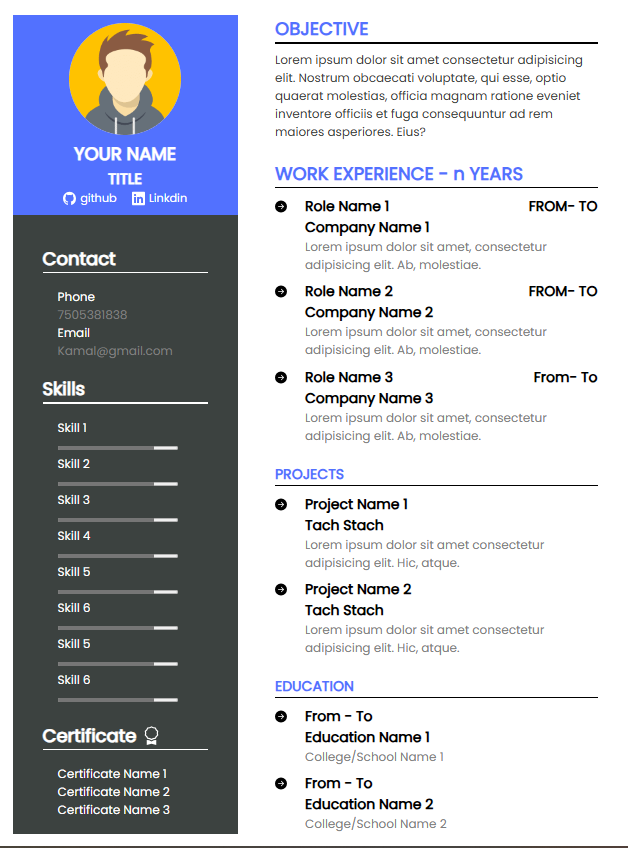 YOUR NAME
TITLE
github Linkdin
Contact
Phone
7505381838
Email
Kamal@gmail.com
Skills
Skill 1
Skill 2
Skill 3
Skill 4
Skill 5
Skill 6
Skill 5
Skill 6
Certificate
Certificate Name 1
Certificate Name 2
Certificate Name 3
OBJECTIVE
Lorem ipsum dolor sit amet consectetur adipisicing
elit. Nostrum obcaecati voluptate, qui esse, optio
quaerat molestias, officia magnam ratione eveniet
inventore officiis et fuga consequuntur ad rem
maiores asperiores. Eius?
WORK EXPERIENCE - n YEARS
Role Name 1 FROM- TO
Company Name 1
Lorem ipsum dolor sit amet, consectetur
adipisicing elit. Ab, molestiae.
Role Name 2 FROM- TO
Company Name 2
Lorem ipsum dolor sit amet, consectetur
adipisicing elit. Ab, molestiae.
Role Name 3 From- To
Company Name 3
Lorem ipsum dolor sit amet, consectetur
adipisicing elit. Ab, molestiae.
PROJECTS
Project Name 1
Tach Stach
Lorem ipsum dolor sit amet, consectetur
adipisicing elit. Hic, atque.
Project Name 2
Tach Stach
Lorem ipsum dolor sit amet, consectetur
adipisicing elit. Hic, atque.
EDUCATION
From - To
Education Name 1
College/School Name 1
From - To
Education Name 2
College/School Name 2